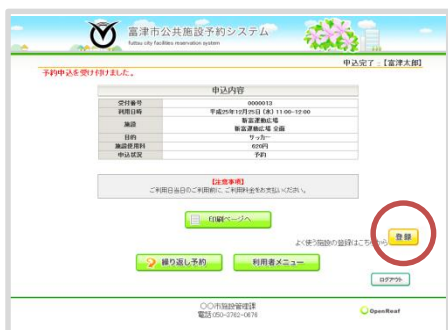 富津市公共施設予約システム
futtsu city facilities reservation system
申込完了：【富津太郎】
予約申込を受け付けました。
申込内容
受付番号 0000013
利用日時 平成25年12月25日（水）11:00-12:00
施設 新富運動広場
新富運動広場 全面
目的 サッカー
施設使用料 620円
申込状況 予約
【注意事項】
ご利用日当日のご利用前に、ご利用料金をお支払いください。
印刷ページへ
よく使う施設の登録はこちらから 登録
繰り返し予約 利用者メニュー
ログアウト
〇〇市施設管理課
電話:050-3762-0676
OpenReaf